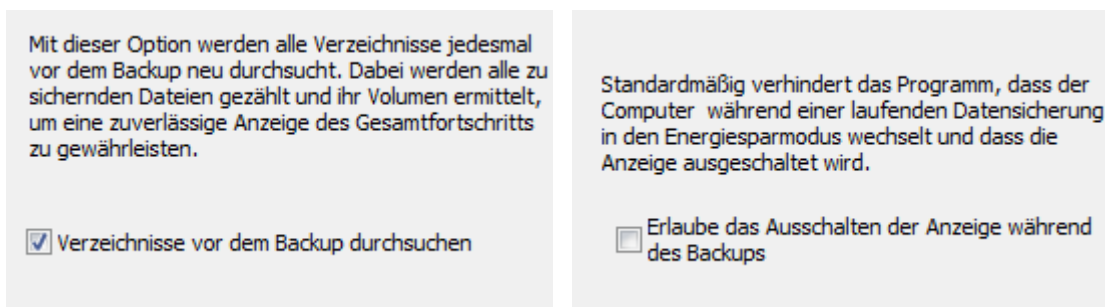 Mit dieser Option werden alle Verzeichnisse jedesmal
vor dem Backup neu durchsucht. Dabei werden alle zu
sichernden Dateien gezählt und ihr Volumen ermittelt,
um eine zuverlässige Anzeige des Gesamtfortschritts
zu gewährleisten.
Verzeichnisse vor dem Backup durchsuchen
Standardmäßig verhindert das Programm, dass der
Computer  während einer laufenden Datensicherung
in den Energiesparmodus wechselt und dass die
Anzeige ausgeschaltet wird.
Erlaube das Ausschalten der Anzeige während
des Backups